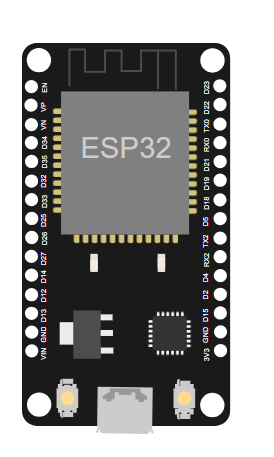 EN
VP
VN
D34
D35
D32
D33
D25
D26
D27
D14
D12
D13
GND
VIN
ESP32
D23
D22
TX0
RX0
D21
D19
D18
D5
TX2
RX2
D4
D2
D15
GND
3V3